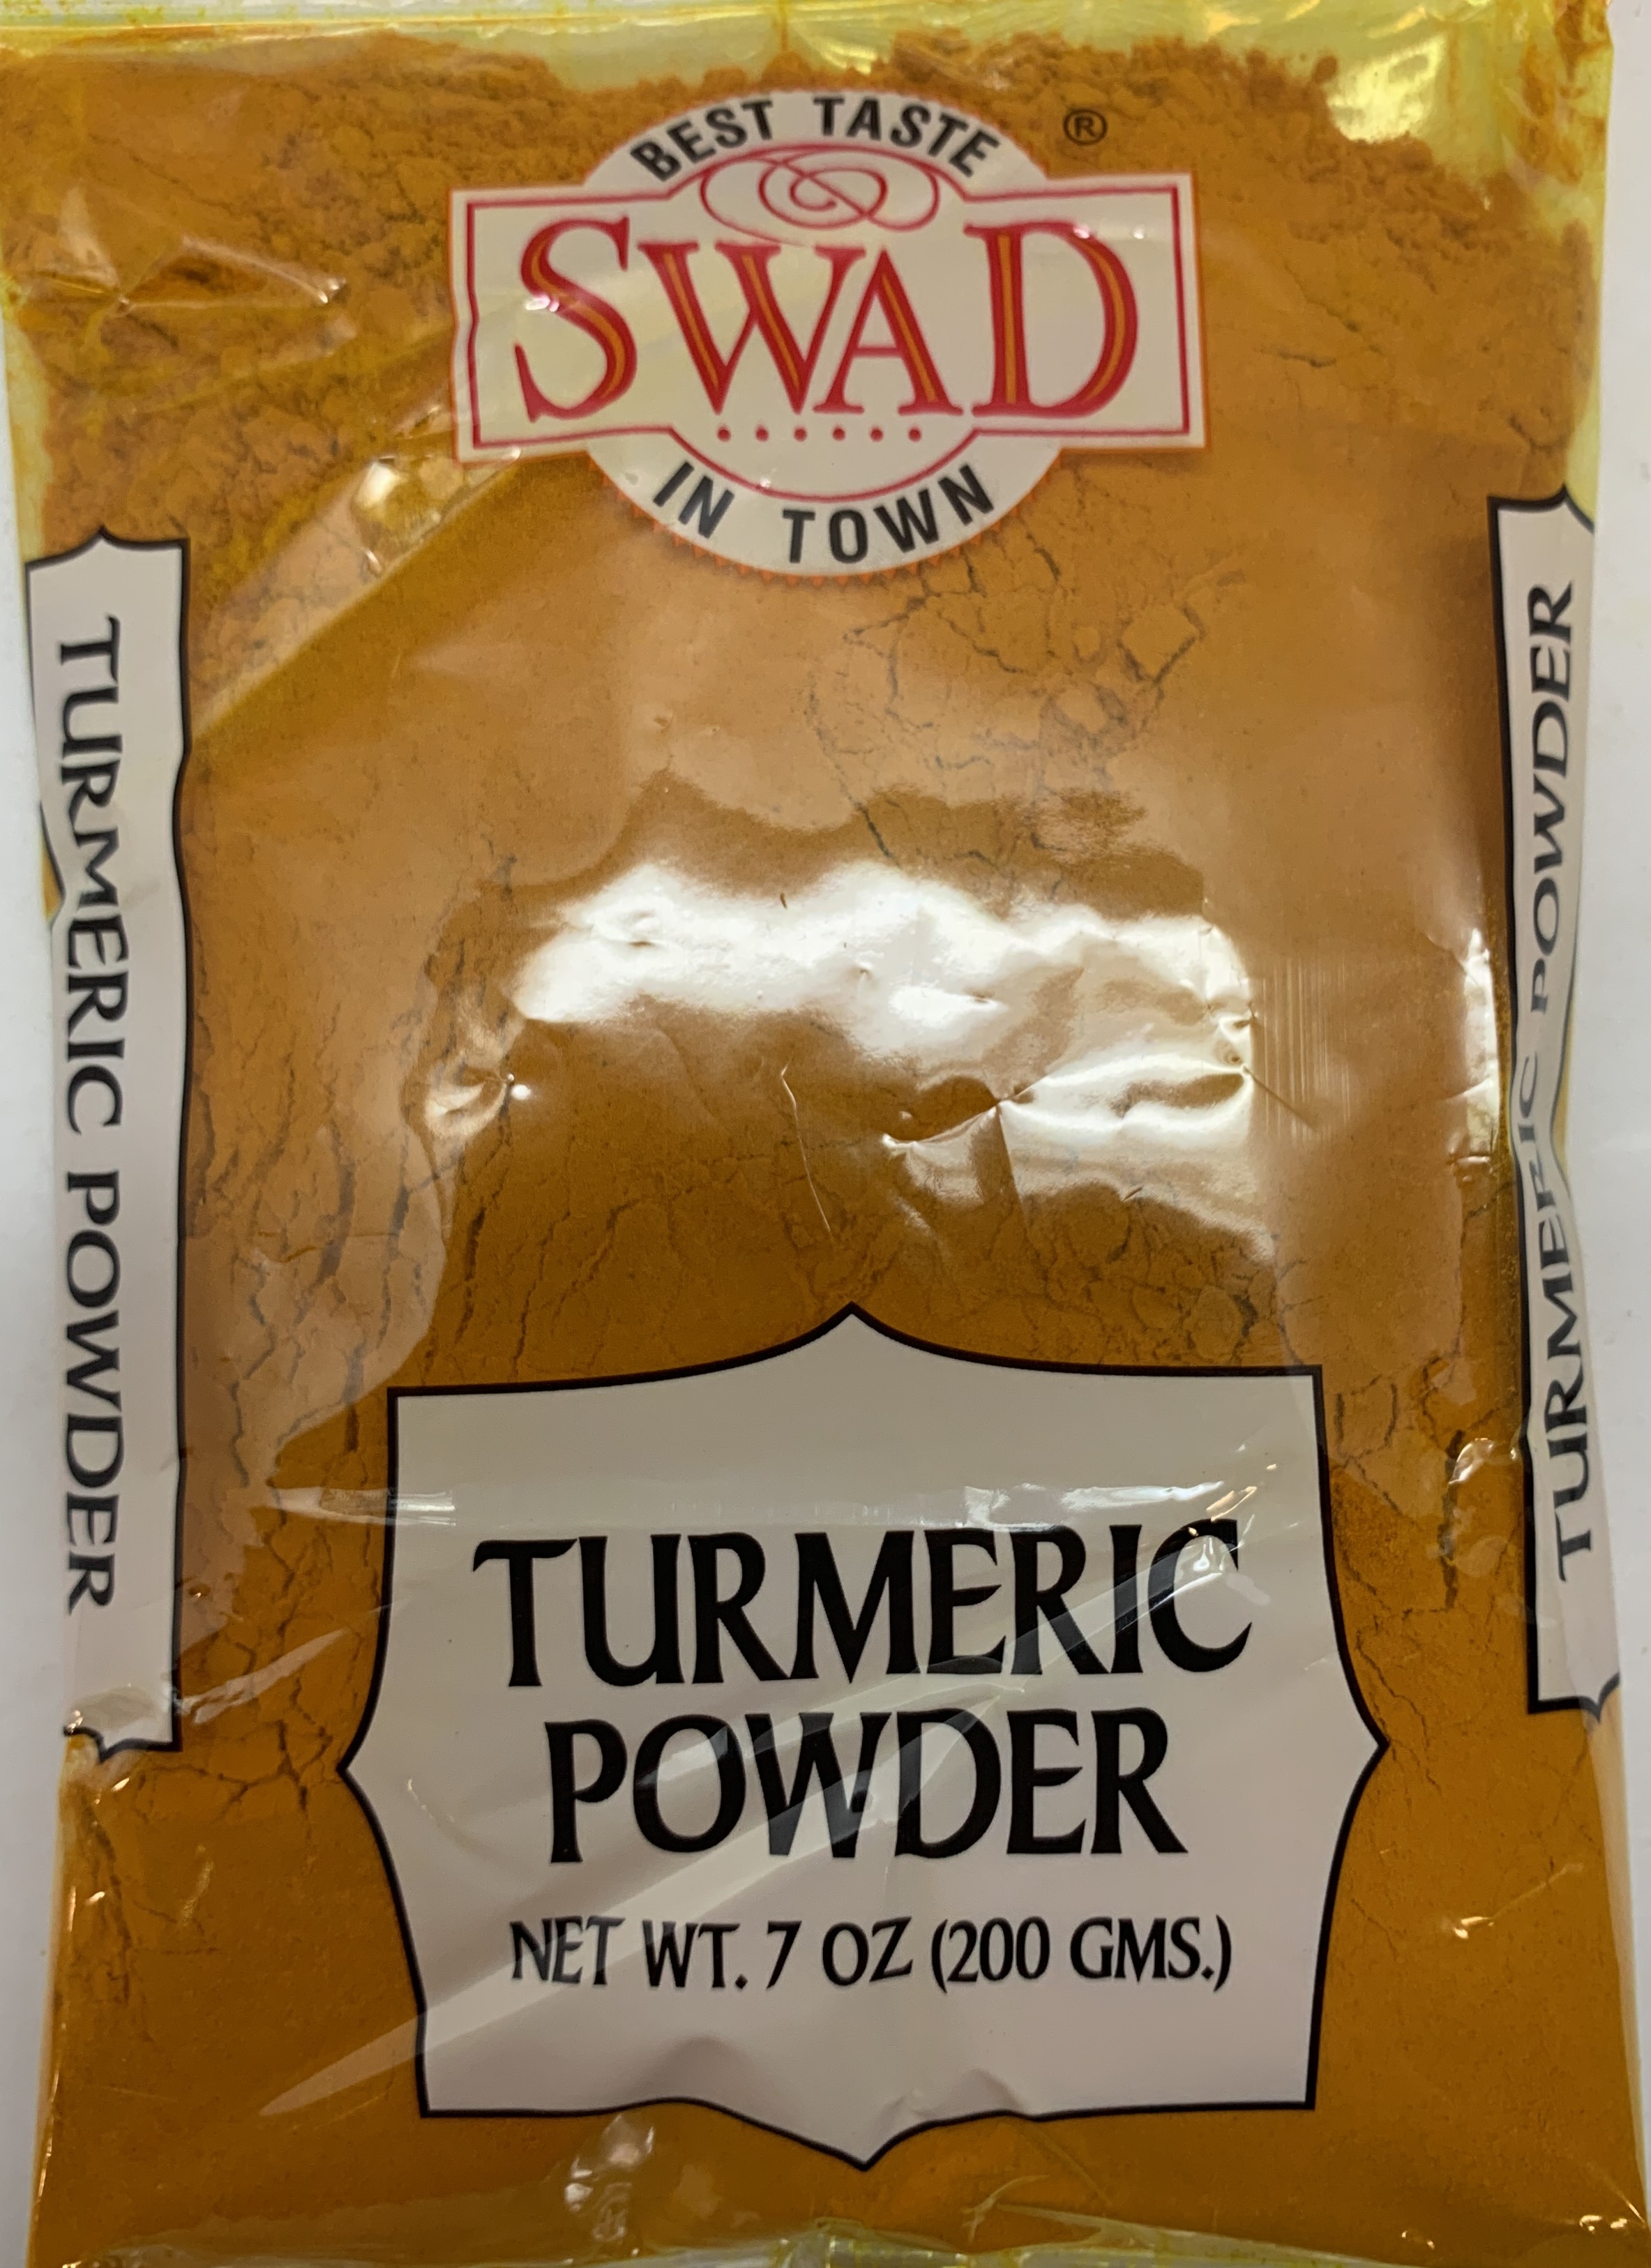 BEST TASTE
®
SWAD
IN TOWN
TURMERIC POWDER
TURMERIC POWDER
TURMERIC
POWDER
NET WT. 7 OZ (200 GMS.)